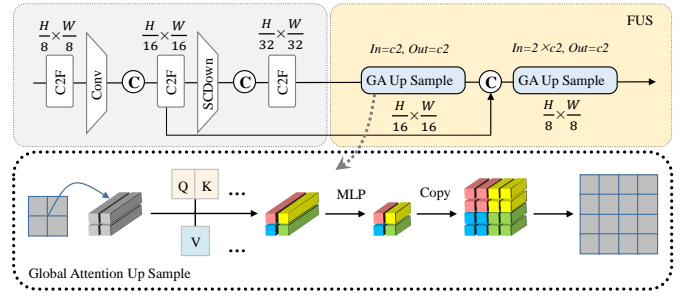 H/8 × W/8
H/16 × W/16
H/32 × W/32
FUS
In=c2, Out=c2
In=2×c2, Out=c2
C2F
Conv
C
C2F
SCDown
C
C2F
GA Up Sample
C
GA Up Sample
H/16 × W/16
H/8 × W/8
Q K ...
MLP
Copy
V ...
Global Attention Up Sample